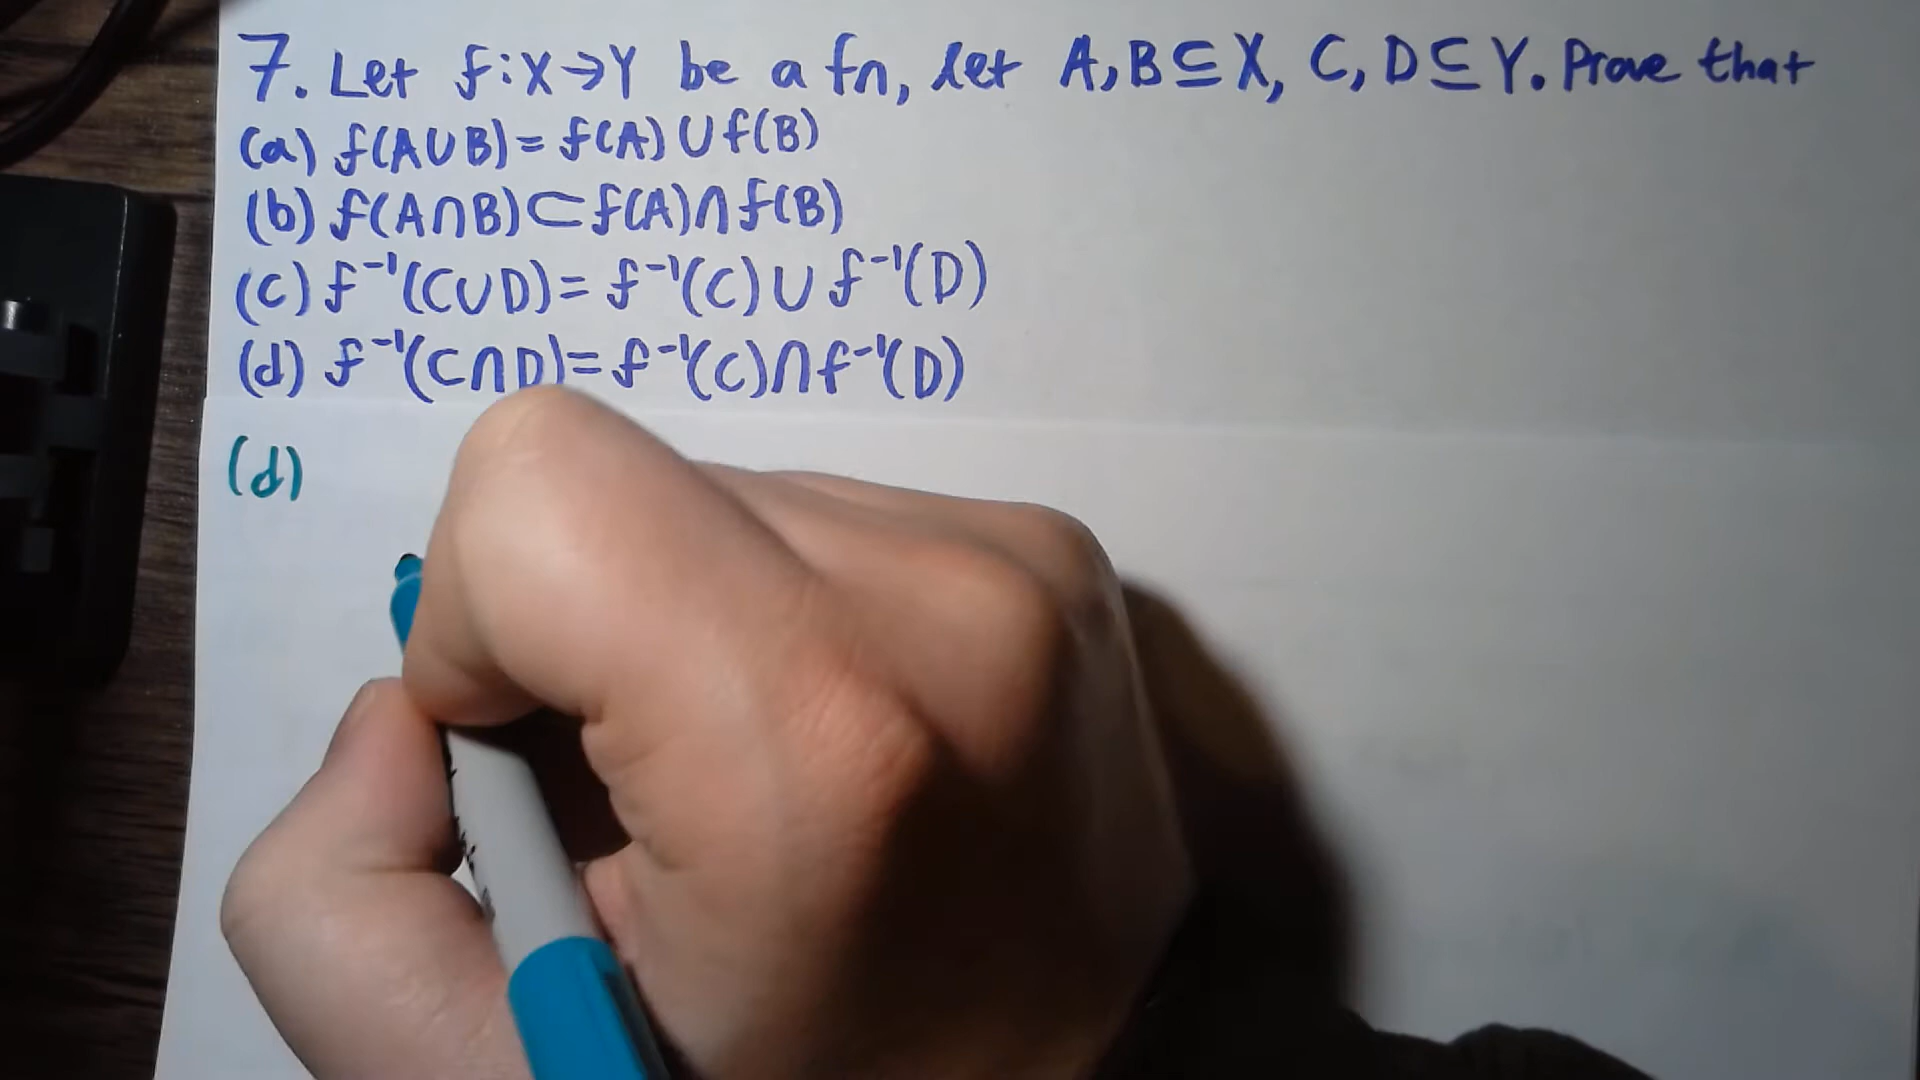 7. Let f:X→Y be a fn, let A,B⊆X, C,D⊆Y. Prove that
(a) f(A∪B)=f(A)∪f(B)
(b) f(A∩B)⊂f(A)∩f(B)
(c) f⁻¹(C∪D)=f⁻¹(C)∪f⁻¹(D)
(d) f⁻¹(C∩D)=f⁻¹(C)∩f⁻¹(D)
(d)